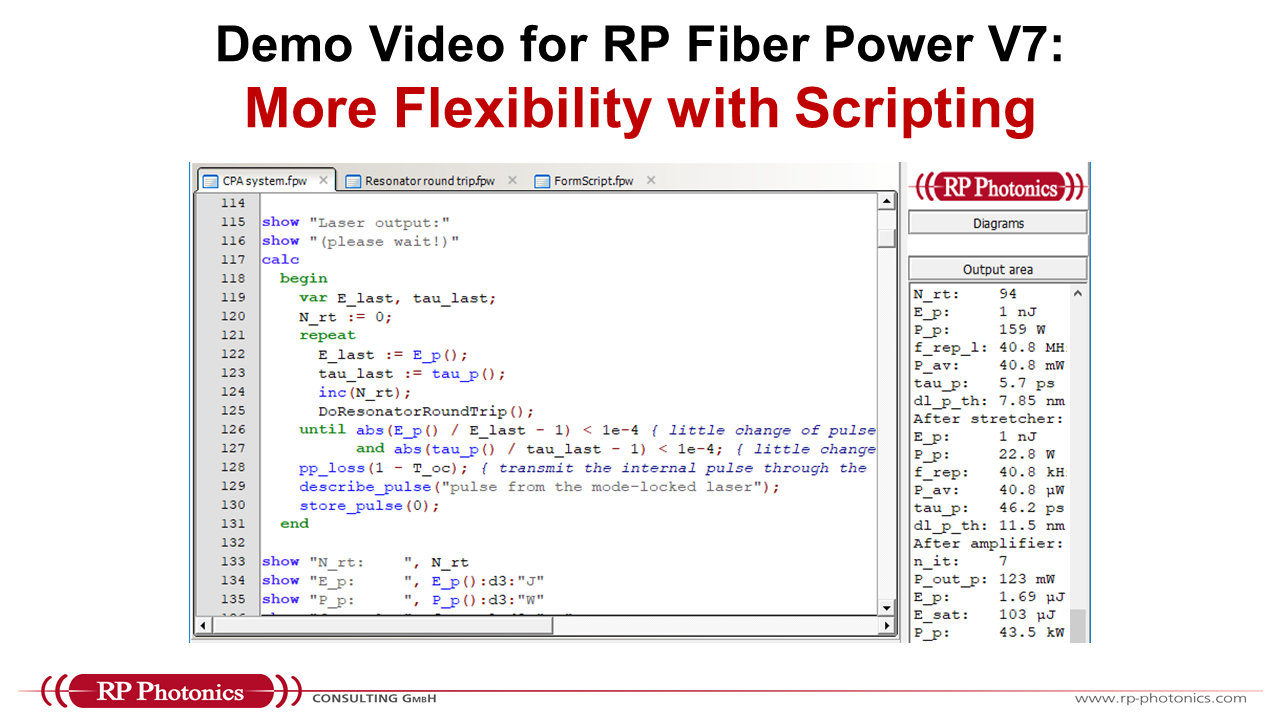 Demo Video for RP Fiber Power V7:
More Flexibility with Scripting
CPA system.fpw
Resonator round trip.fpw
FormScript.fpw
114
115 show "Laser output:"
116 show "(please wait!)"
117 calc
118 begin
119 var E_last, tau_last;
120 N_rt := 0;
121 repeat
122 E_last := E_p();
123 tau_last := tau_p();
124 inc(N_rt);
125 DoResonatorRoundTrip();
126 until abs(E_p() / E_last - 1) < 1e-4 { little change of pulse
127 and abs(tau_p() / tau_last - 1) < 1e-4; { little change
128 pp_loss(1 - T_oc); { transmit the internal pulse through the
129 describe_pulse("pulse from the mode-locked laser");
130 store_pulse(0);
131 end
132
133 show "N_rt:    ", N_rt
134 show "E_p:     ", E_p():d3:"J"
135 show "P_p:     ", P_p():d3:"W"
RP Photonics
Diagrams
Output area
N_rt: 94
E_p: 1 nJ
P_p: 159 W
f_rep_l: 40.8 MH
P_av: 40.8 mW
tau_p: 5.7 ps
dl_p_th: 7.85 nm
After stretcher:
E_p: 1 nJ
P_p: 22.8 W
f_rep: 40.8 kH
P_av: 40.8 µW
tau_p: 46.2 ps
dl_p_th: 11.5 nm
After amplifier:
n_it: 7
P_out_p: 123 mW
E_p: 1.69 µJ
E_sat: 103 µJ
P_p: 43.5 kW
RP Photonics CONSULTING GMBH
www.rp-photonics.com